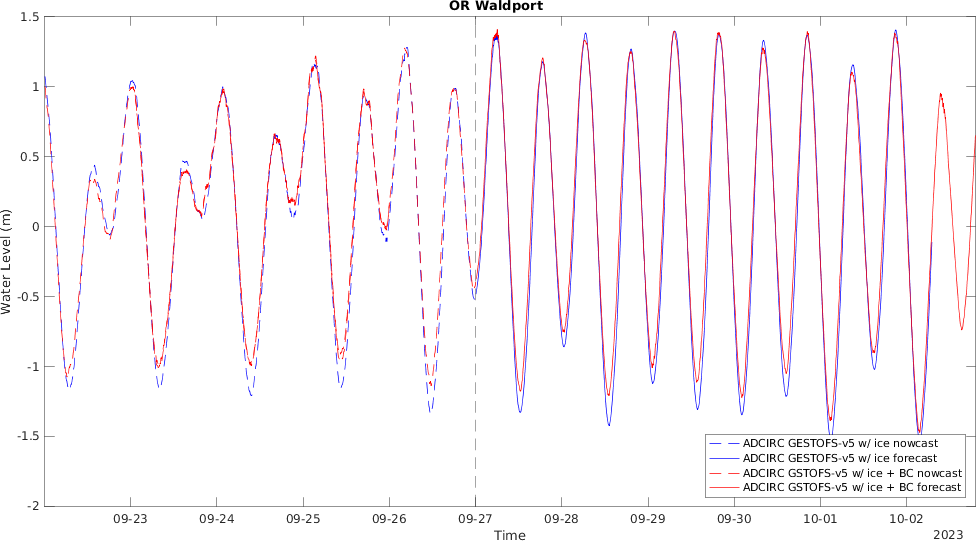 OR Waldport
1.5
1
0.5
0
-0.5
-1
-1.5
-2
Water Level (m)
09-23 09-24 09-25 09-26 09-27 09-28 09-29 09-30 10-01 10-02
Time
2023
ADCIRC GESTOFS-v5 w/ ice nowcast
ADCIRC GESTOFS-v5 w/ ice forecast
ADCIRC GSTOFS-v5 w/ ice + BC nowcast
ADCIRC GSTOFS-v5 w/ ice + BC forecast